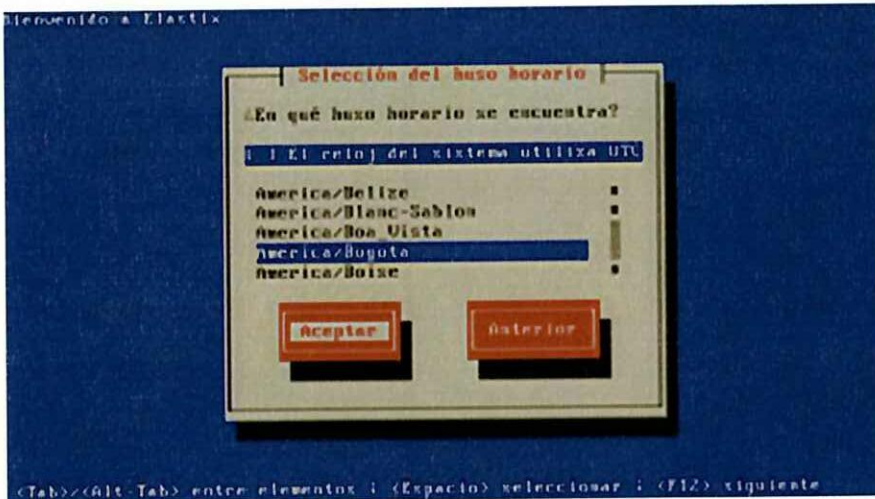 Bienvenido a Elastix
Selección del huso horario
¿En qué huso horario se encuentra?
[ ] El reloj del sistema utiliza UTC
America/Belize
America/Blanc-Sablon
America/Boa_Vista
America/Bogota
America/Boise
Aceptar
Anterior
<Tab>/<Alt-Tab> entre elementos ¦ <Espacio> seleccionar ¦ <F12> siguiente